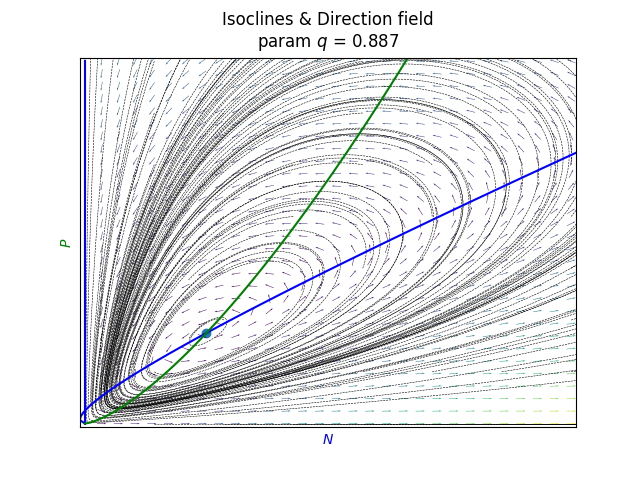 Isoclines & Direction field
param q = 0.887
P
N